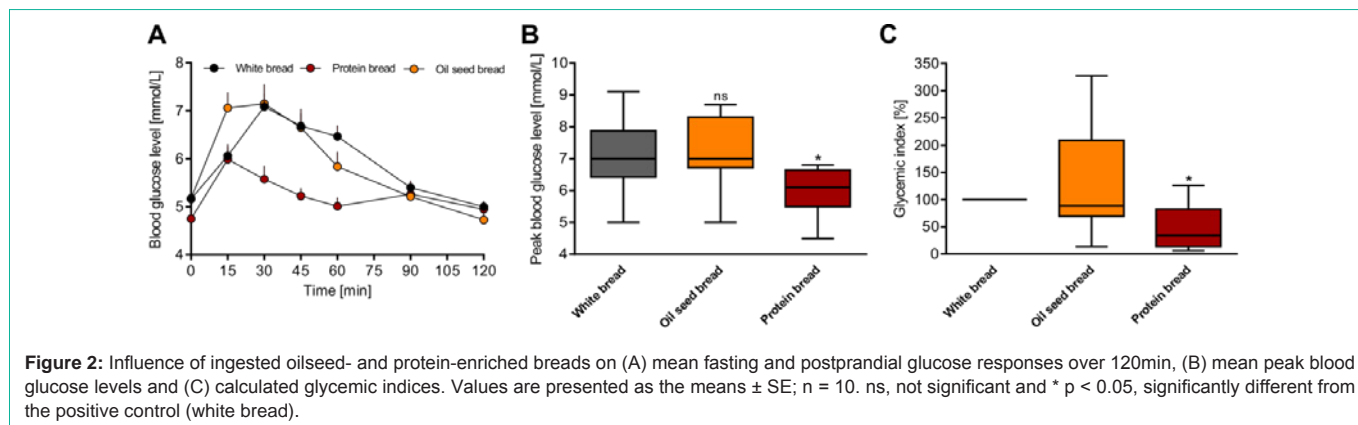 A
White bread
Protein bread
Oil seed bread
Blood glucose level [mmol/L]
8
7
6
5
4
0 15 30 45 60 75 90 105 120
Time [min]
B
Peak blood glucose level [mmol/L]
10
9
8
7
6
5
4
ns
*
White bread
Oil seed bread
Protein bread
C
Glycemic index [%]
350
300
250
200
150
100
50
0
*
White bread
Oil seed bread
Protein bread
Figure 2: Influence of ingested oilseed- and protein-enriched breads on (A) mean fasting and postprandial glucose responses over 120min, (B) mean peak blood
glucose levels and (C) calculated glycemic indices. Values are presented as the means ± SE; n = 10. ns, not significant and * p < 0.05, significantly different from
the positive control (white bread).